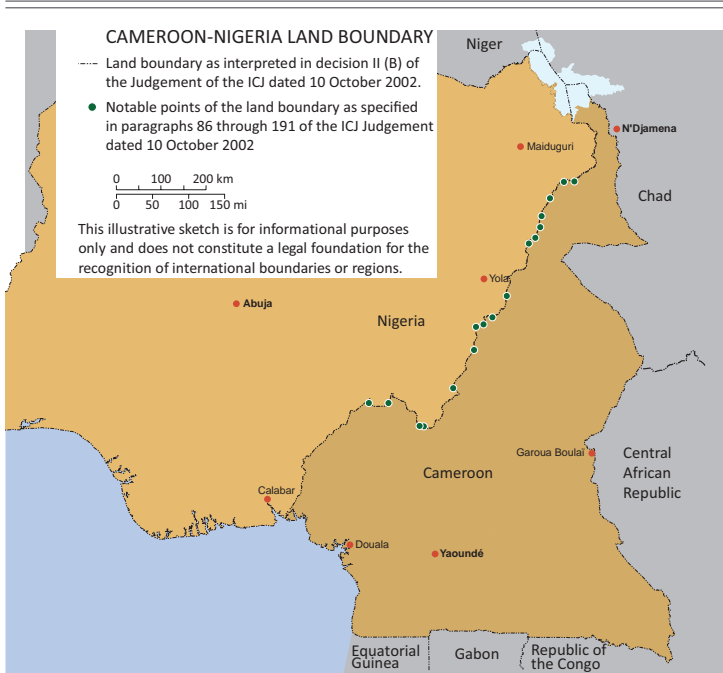 CAMEROON-NIGERIA LAND BOUNDARY
Land boundary as interpreted in decision II (B) of
the Judgement of the ICJ dated 10 October 2002.
Notable points of the land boundary as specified
in paragraphs 86 through 191 of the ICJ Judgement
dated 10 October 2002
0 100 200 km
0 50 100 150 mi
This illustrative sketch is for informational purposes
only and does not constitute a legal foundation for the
recognition of international boundaries or regions.
Niger
N'Djamena
Maiduguri
Chad
Yola
Abuja
Nigeria
Garoua Boulaï
Central
African
Republic
Cameroon
Calabar
Douala
Yaoundé
Equatorial
Guinea
Gabon
Republic of
the Congo